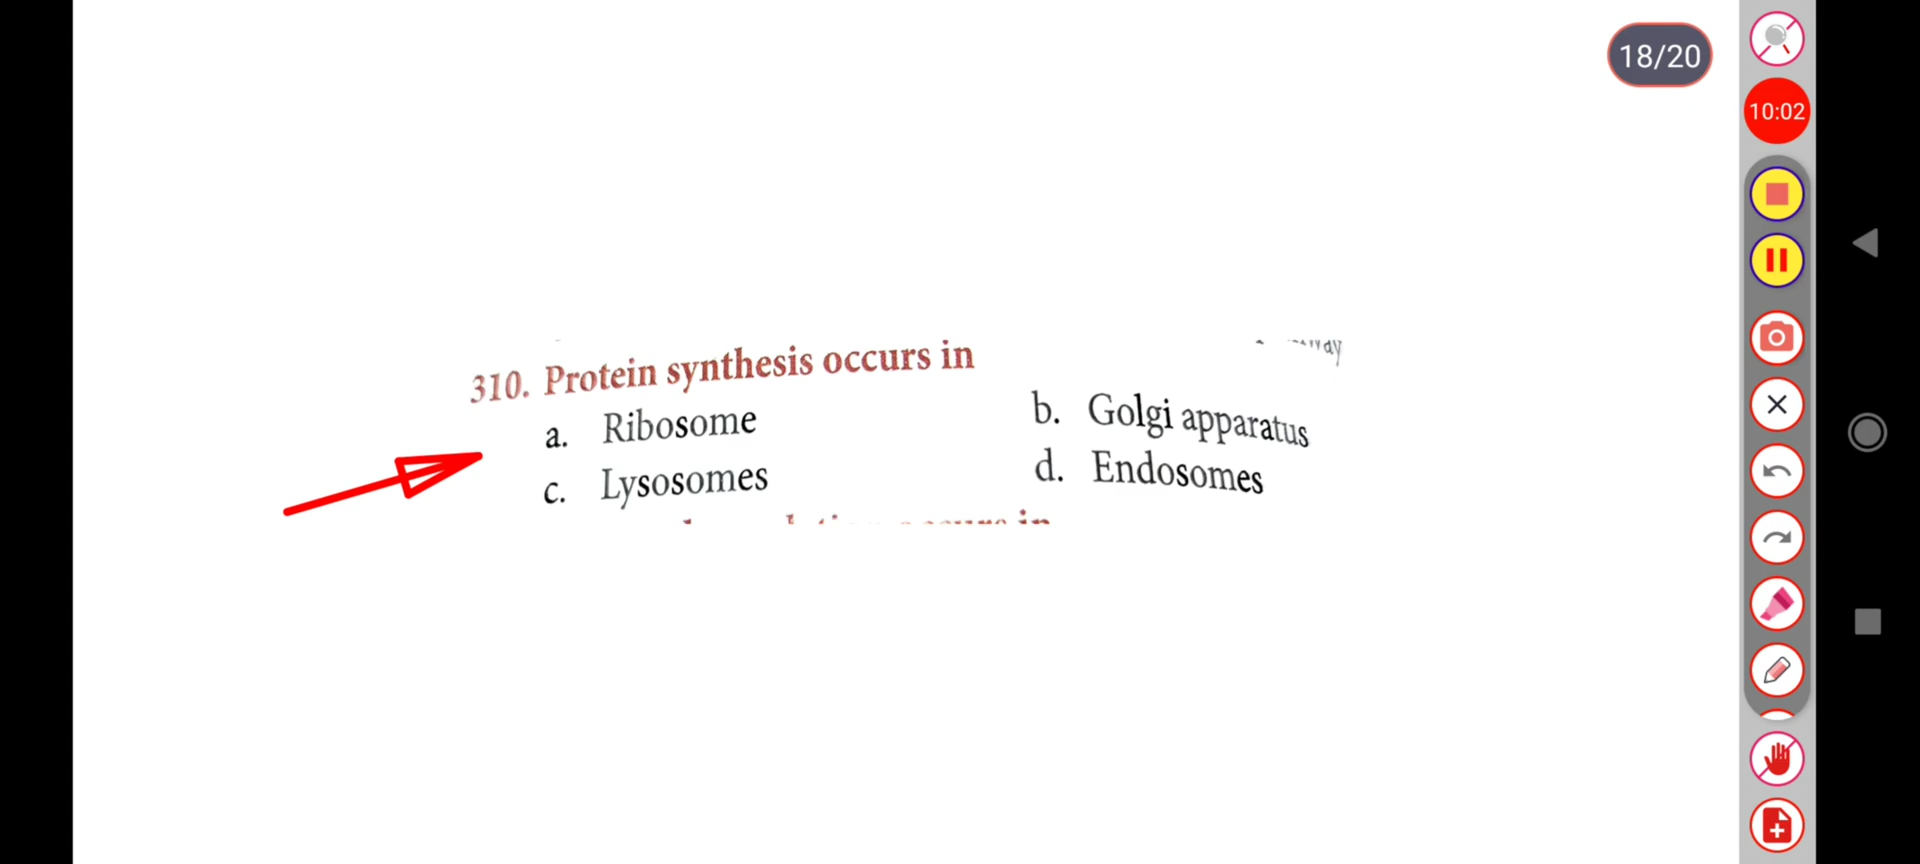 18/20
10:02
310. Protein synthesis occurs in
a. Ribosome
b. Golgi apparatus
c. Lysosomes
d. Endosomes